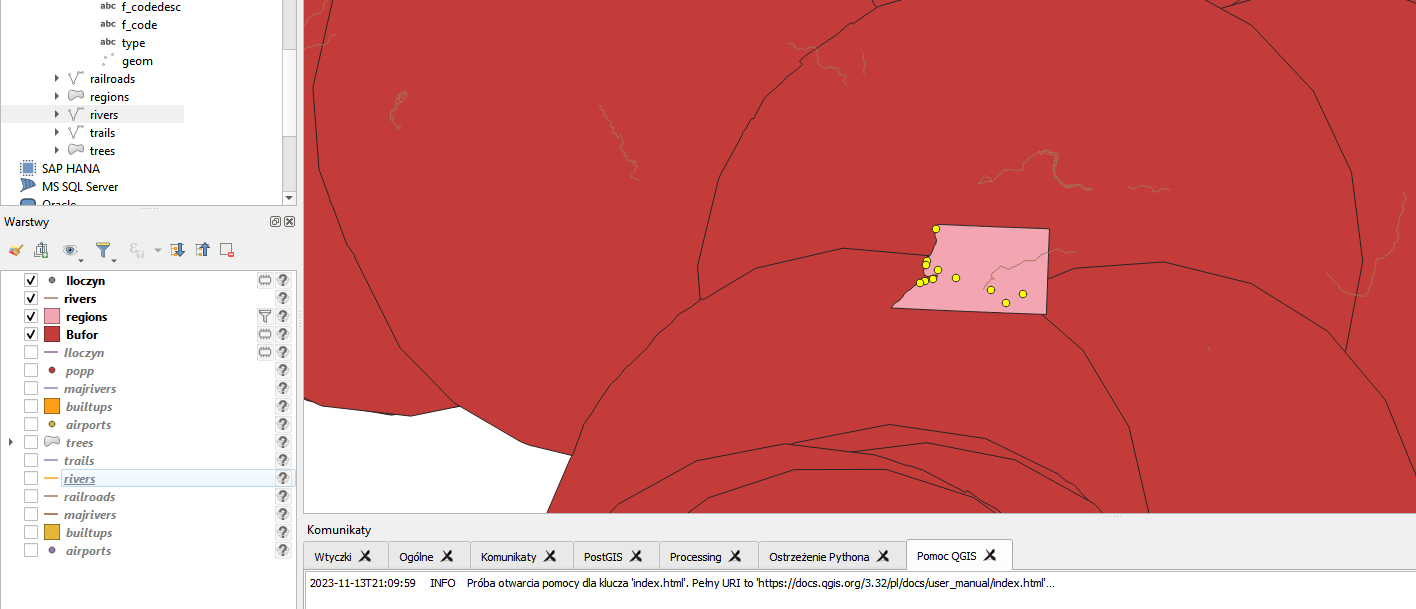 abc f_codedesc
abc f_code
abc type
geom
railroads
regions
rivers
trails
trees
SAP HANA
MS SQL Server
Oracle
Warstwy
ε
Iloczyn ?
rivers ?
regions ?
Bufor ?
Iloczyn ?
popp ?
majrivers ?
builtups ?
airports ?
trees ?
trails ?
rivers ?
railroads ?
majrivers ?
builtups ?
airports ?
Komunikaty
Wtyczki
Ogólne
Komunikaty
PostGIS
Processing
Ostrzeżenie Pythona
Pomoc QGIS
2023-11-13T21:09:59 INFO Próba otwarcia pomocy dla klucza 'index.html'. Pełny URI to 'https://docs.qgis.org/3.32/pl/docs/user_manual/index.html'...